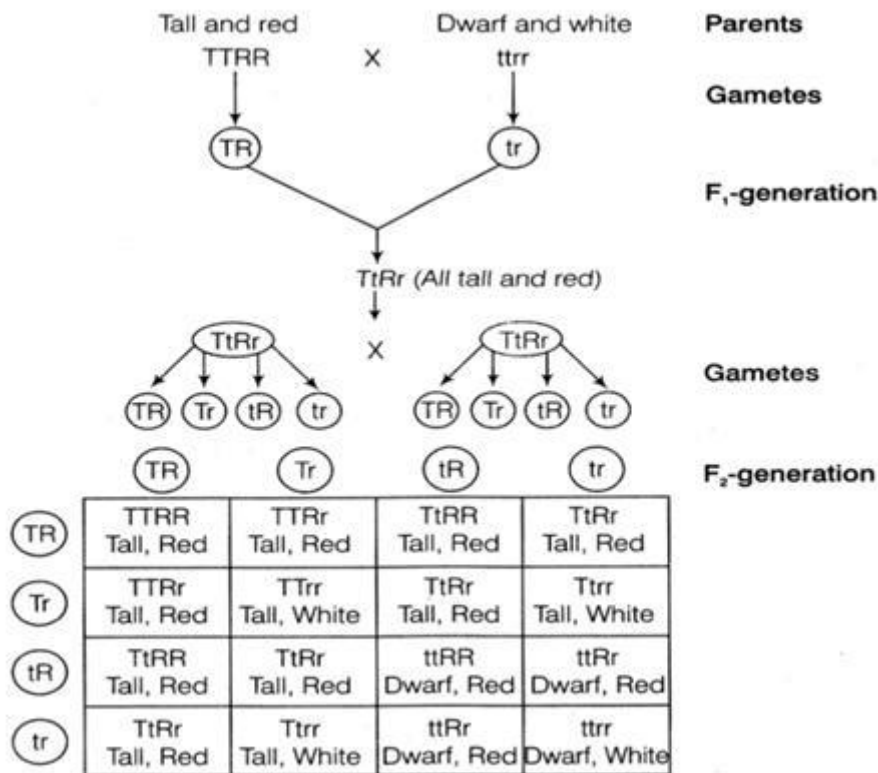 Tall and red Dwarf and white Parents
TTRR X ttrr
Gametes
TR tr
F₁-generation
TtRr (All tall and red)
TtRr X TtRr
Gametes
TR Tr tR tr TR Tr tR tr
TR Tr tR tr F₂-generation
TR TTRR TTRr TtRR TtRr
Tall, Red Tall, Red Tall, Red Tall, Red
Tr TTRr TTrr TtRr Ttrr
Tall, Red Tall, White Tall, Red Tall, White
tR TtRR TtRr ttRR ttRr
Tall, Red Tall, Red Dwarf, Red Dwarf, Red
tr TtRr Ttrr ttRr ttrr
Tall, Red Tall, White Dwarf, Red Dwarf, White